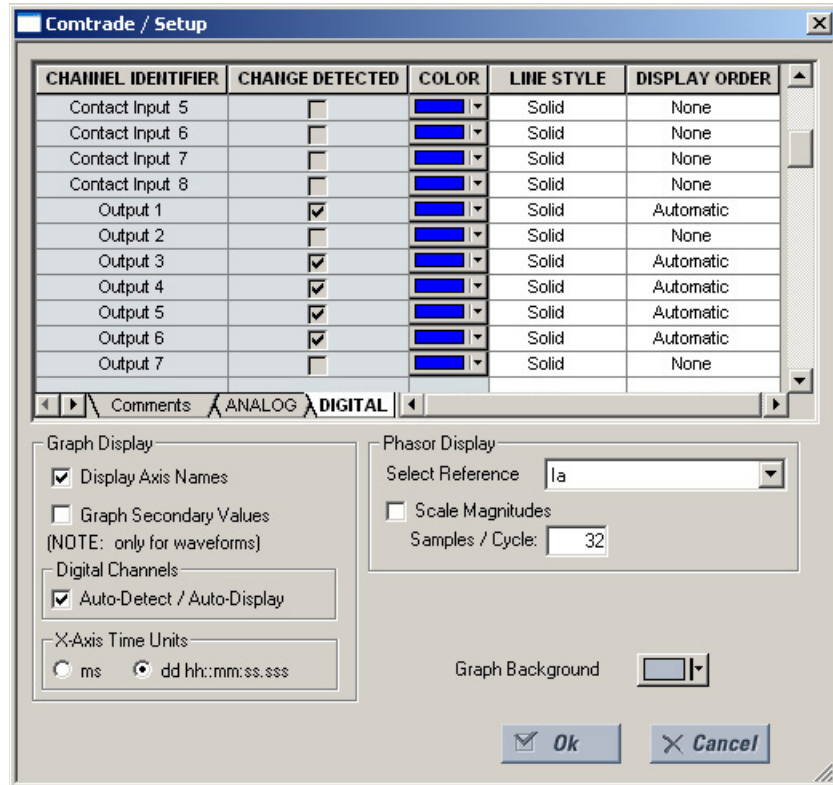 Comtrade / Setup
CHANNEL IDENTIFIER CHANGE DETECTED COLOR LINE STYLE DISPLAY ORDER
Contact Input 5 Solid None
Contact Input 6 Solid None
Contact Input 7 Solid None
Contact Input 8 Solid None
Output 1 Solid Automatic
Output 2 Solid None
Output 3 Solid Automatic
Output 4 Solid Automatic
Output 5 Solid Automatic
Output 6 Solid Automatic
Output 7 Solid None
Comments ANALOG DIGITAL
Graph Display
Display Axis Names
Graph Secondary Values
(NOTE: only for waveforms)
Digital Channels
Auto-Detect / Auto-Display
X-Axis Time Units
ms dd hh::mm:ss.sss
Phasor Display
Select Reference Ia
Scale Magnitudes
Samples / Cycle: 32
Graph Background
Ok Cancel